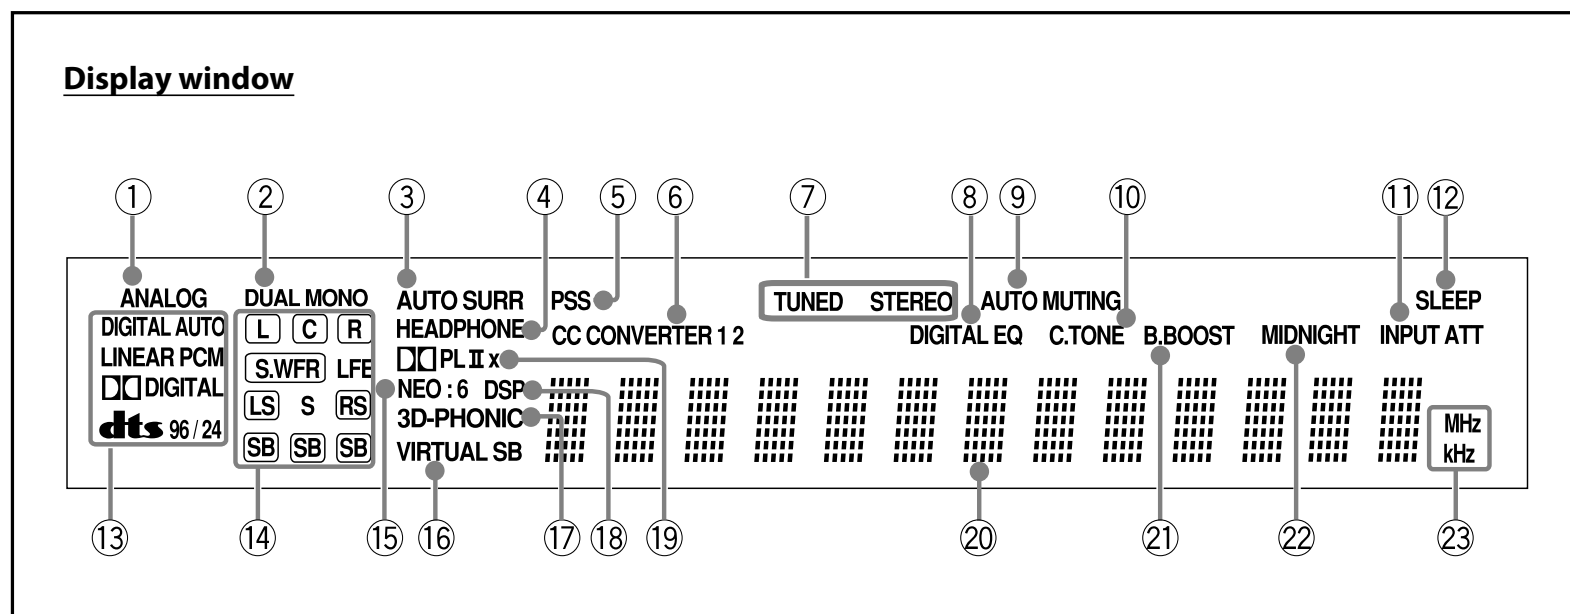 Display window
① ② ③ ④ ⑤ ⑥ ⑦ ⑧ ⑨ ⑩ ⑪ ⑫
ANALOG DUAL MONO AUTO SURR PSS TUNED STEREO AUTO MUTING SLEEP
DIGITAL AUTO L C R HEADPHONE CC CONVERTER 1 2 DIGITAL EQ C.TONE B.BOOST MIDNIGHT INPUT ATT
LINEAR PCM S.WFR LFE PL II x
DIGITAL LS S RS NEO : 6 DSP
dts 96 / 24 3D-PHONIC MHz
SB SB SB VIRTUAL SB kHz
⑬ ⑭ ⑮ ⑯ ⑰ ⑱ ⑲ ⑳ ㉑ ㉒ ㉓